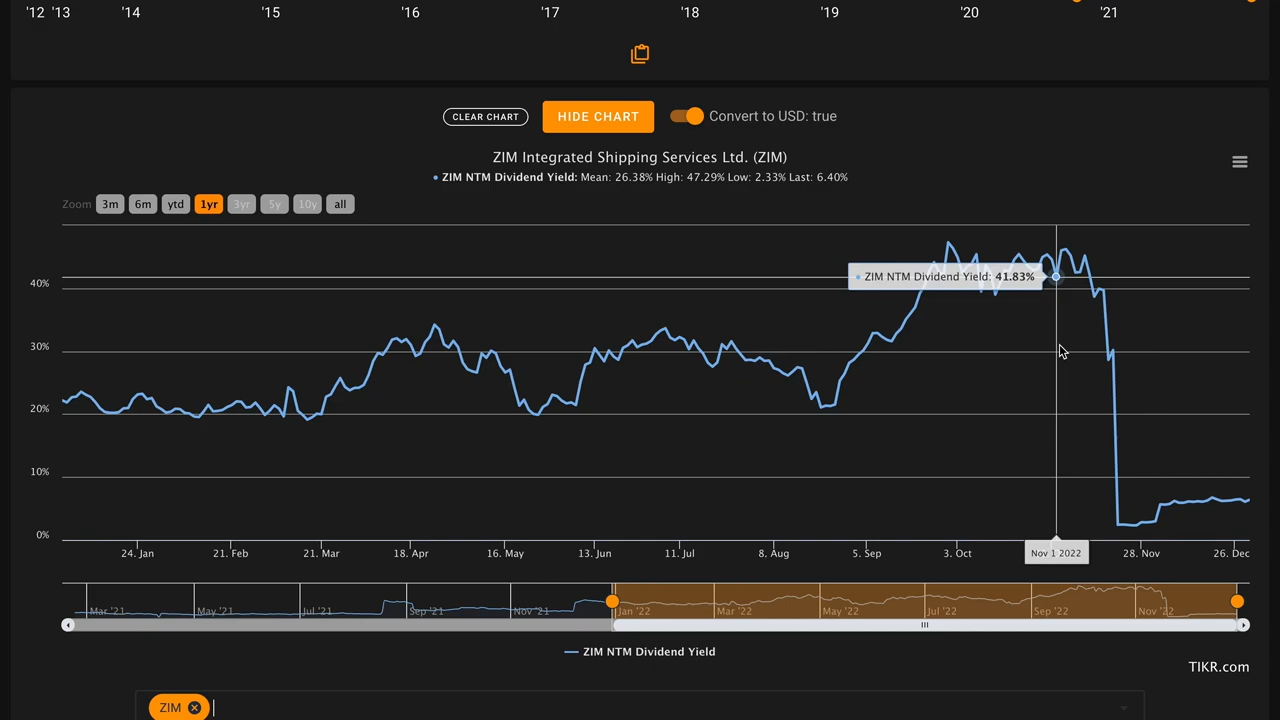 '12 '13 '14 '15 '16 '17 '18 '19 '20 '21
CLEAR CHART HIDE CHART Convert to USD: true
ZIM Integrated Shipping Services Ltd. (ZIM)
ZIM NTM Dividend Yield: Mean: 26.38% High: 47.29% Low: 2.33% Last: 6.40%
Zoom 3m 6m ytd 1yr 3yr 5y 10y all
ZIM NTM Dividend Yield: 41.83%
40%
30%
20%
10%
0%
24. Jan 21. Feb 21. Mar 18. Apr 16. May 13. Jun 11. Jul 8. Aug 5. Sep 3. Oct Nov 1 2022 28. Nov 26. Dec
Mar '21 May '21 Jul '21 Sep '21 Nov '21 Jan '22 Mar '22 May '22 Jul '22 Sep '22 Nov '22
ZIM NTM Dividend Yield
TIKR.com
ZIM